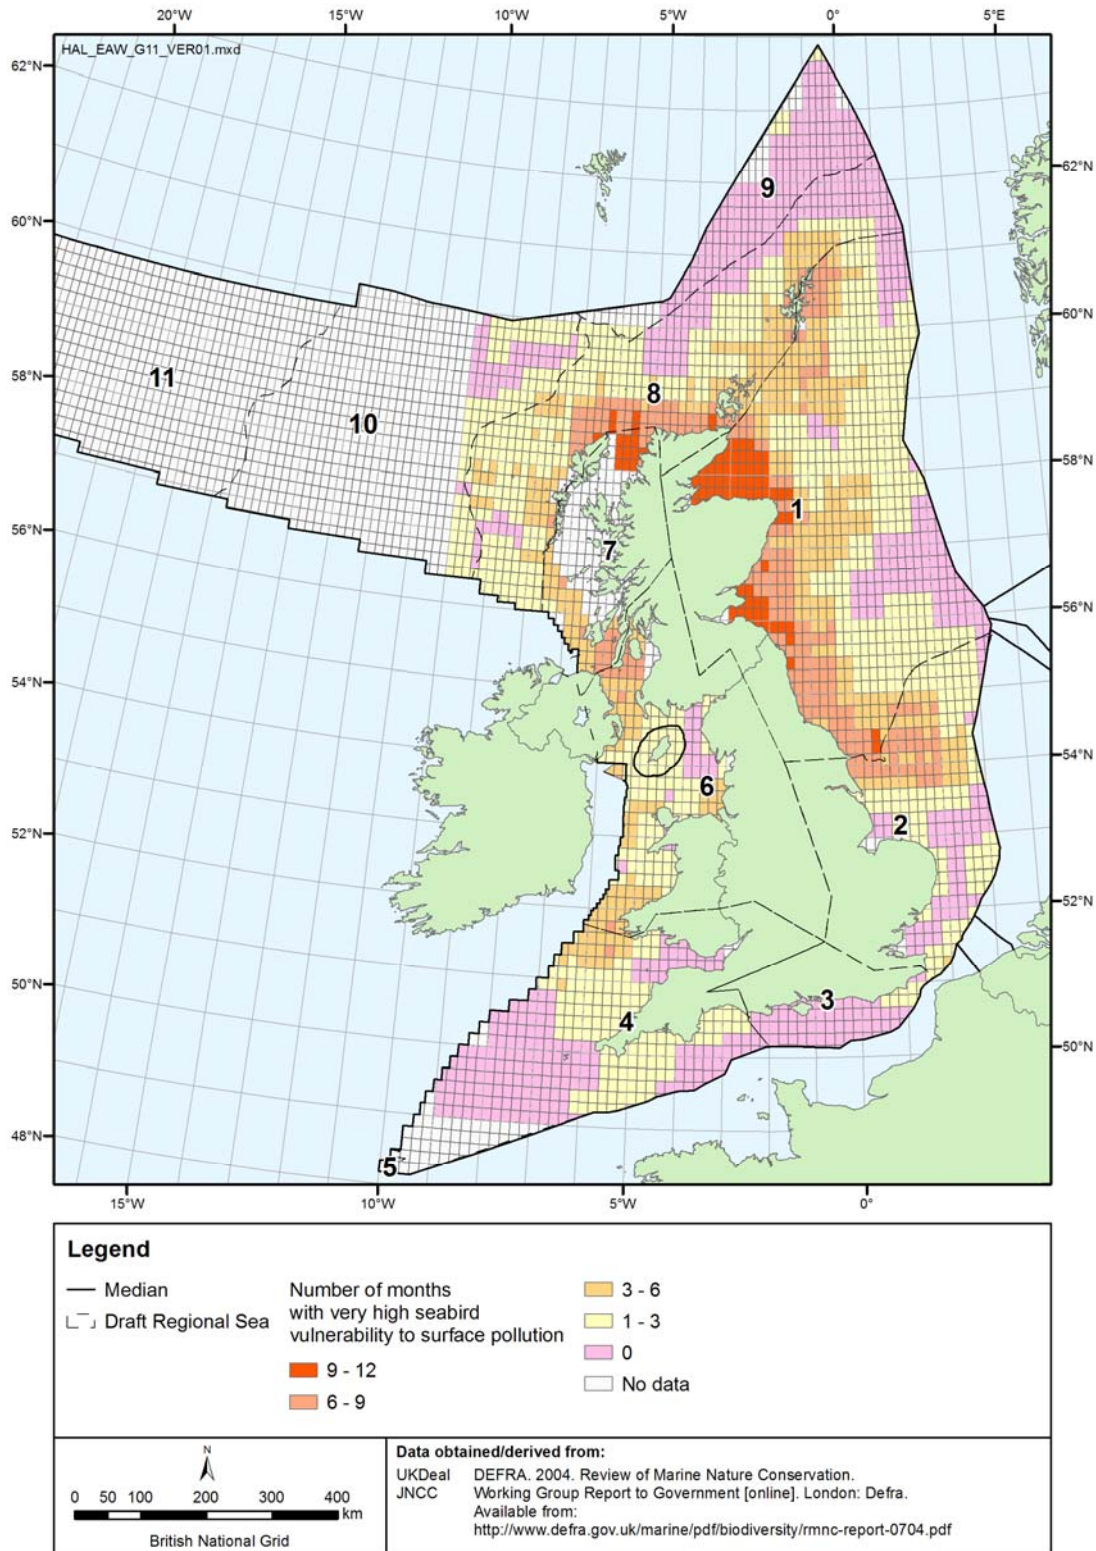 20°W 15°W 10°W 5°W 0° 5°E
HAL_EAW_G11_VER01.mxd
62°N
62°N
9
60°N
60°N
11
58°N
8
10
58°N
1
56°N
7
56°N
54°N
54°N
6
2
52°N
52°N
50°N
3
4
50°N
48°N
5
15°W 10°W 5°W 0°
Legend
Median
Draft Regional Sea
Number of months
with very high seabird
vulnerability to surface pollution
9 - 12
6 - 9
3 - 6
1 - 3
0
No data
N
0 50 100 200 300 400
km
British National Grid
Data obtained/derived from:
UKDeal DEFRA. 2004. Review of Marine Nature Conservation.
JNCC Working Group Report to Government [online]. London: Defra.
Available from:
http://www.defra.gov.uk/marine/pdf/biodiversity/rmnc-report-0704.pdf